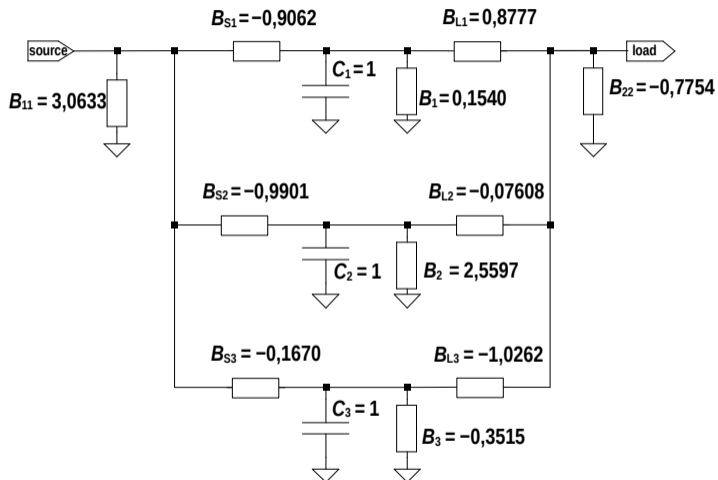 B_S1=−0,9062
B_L1=0,8777
source
C_1=1
load
B_11 = 3,0633
B_1=0,1540
B_22=−0,7754
B_S2=−0,9901
B_L2=−0,07608
C_2 = 1
B_2 = 2,5597
B_S3 = −0,1670
B_L3= −1,0262
C_3 = 1
B_3 = −0,3515